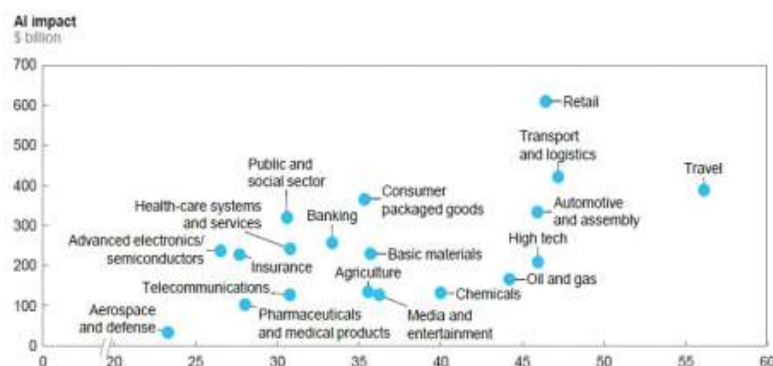 AI impact
$ billion
700
600
500
400
300
200
100
0
Retail
Transport
and logistics
Travel
Public and
social sector
Consumer
packaged goods
Automotive
and assembly
Health-care systems
and services
Banking
High tech
Advanced electronics/
semiconductors
Insurance
Basic materials
Agriculture
Oil and gas
Telecommunications
Chemicals
Aerospace
and defense
Pharmaceuticals
and medical products
Media and
entertainment
0 20 25 30 35 40 45 50 55 60